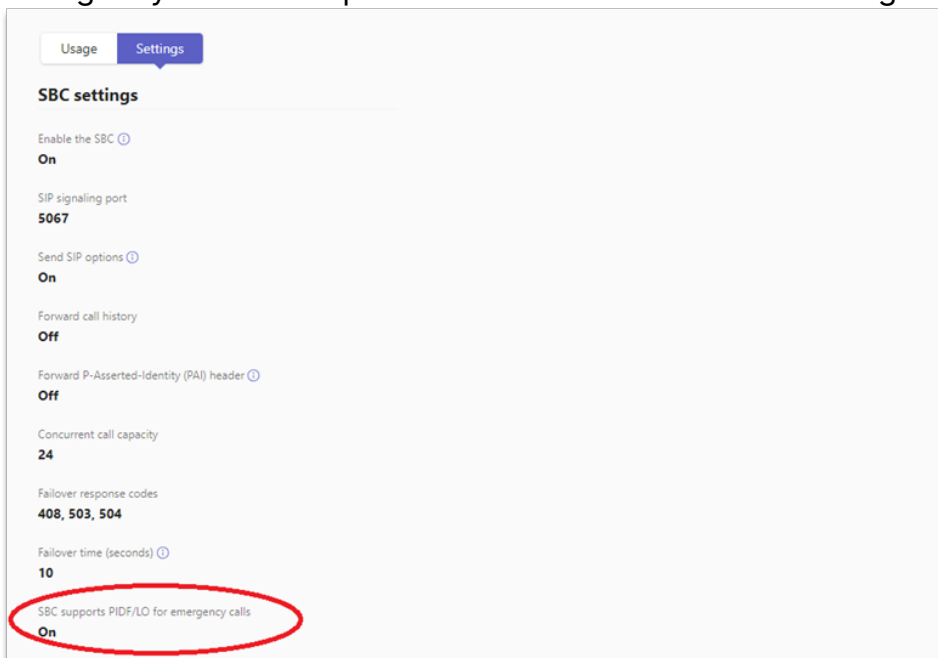 Usage Settings
SBC settings
Enable the SBC
On
SIP signaling port
5067
Send SIP options
On
Forward call history
Off
Forward P-Asserted-Identity (PAI) header
Off
Concurrent call capacity
24
Failover response codes
408, 503, 504
Failover time (seconds)
10
SBC supports PIDF/LO for emergency calls
On